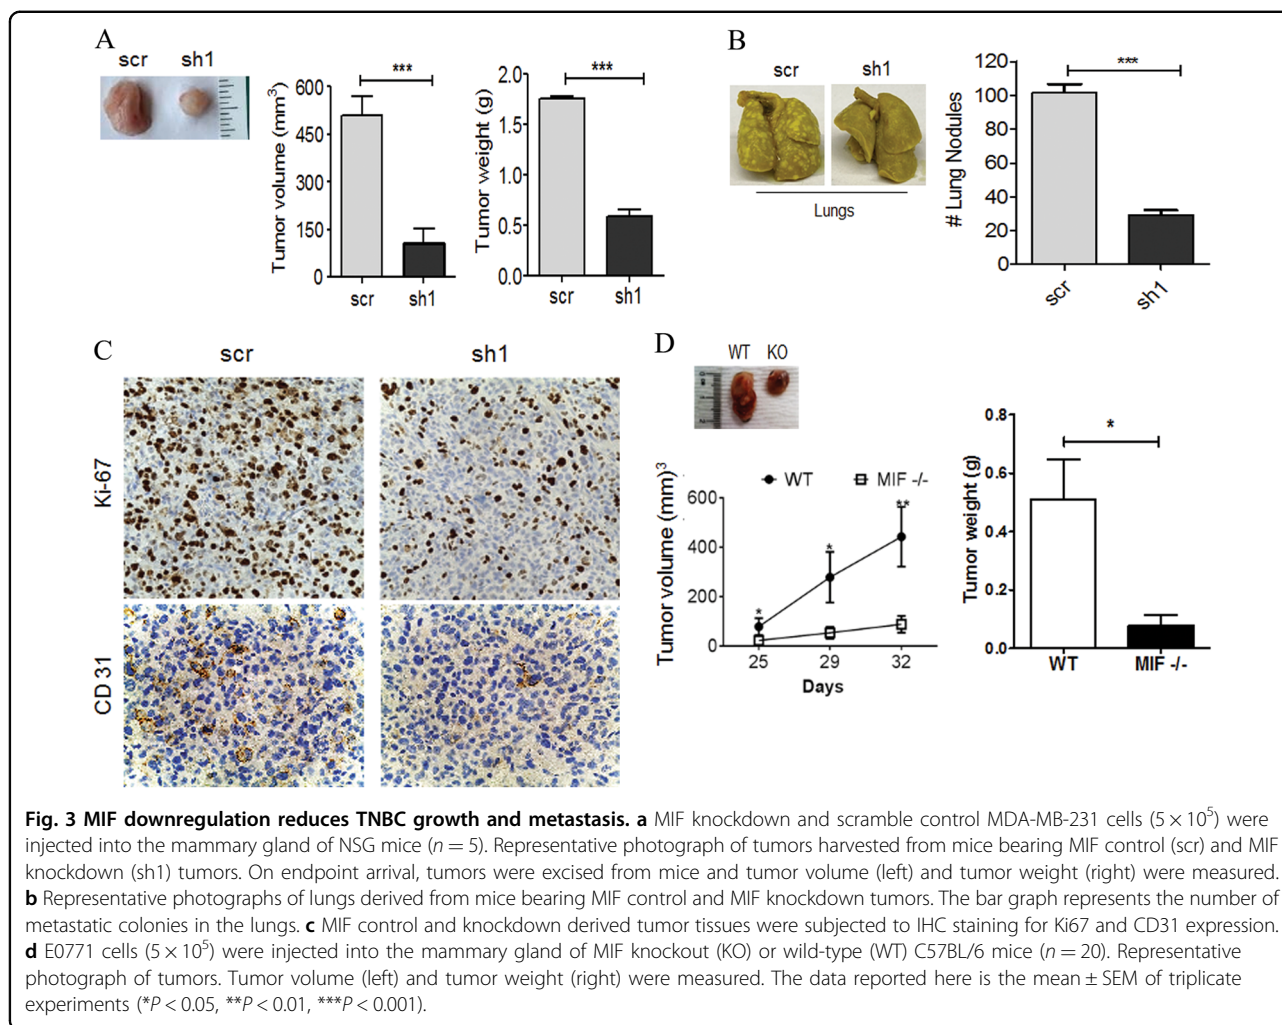 A
scr sh1
***
Tumor volume (mm³)
600
450
300
150
0
scr sh1
***
Tumor weight (g)
2.0
1.5
1.0
0.5
0.0
scr sh1
B
scr sh1
Lungs
***
# Lung Nodules
120
100
80
60
40
20
0
scr sh1
C
scr sh1
Ki-67
CD31
D
WT KO
WT MIF -/-
Tumor volume (mm)³
600
400
200
0
*
*
**
25 29 32
Days
*
Tumor weight (g)
0.8
0.6
0.4
0.2
0.0
WT MIF -/-
Fig. 3 MIF downregulation reduces TNBC growth and metastasis. a MIF knockdown and scramble control MDA-MB-231 cells (5 × 10⁵) were
injected into the mammary gland of NSG mice (n = 5). Representative photograph of tumors harvested from mice bearing MIF control (scr) and MIF
knockdown (sh1) tumors. On endpoint arrival, tumors were excised from mice and tumor volume (left) and tumor weight (right) were measured.
b Representative photographs of lungs derived from mice bearing MIF control and MIF knockdown tumors. The bar graph represents the number of
metastatic colonies in the lungs. c MIF control and knockdown derived tumor tissues were subjected to IHC staining for Ki67 and CD31 expression.
d E0771 cells (5 × 10⁵) were injected into the mammary gland of MIF knockout (KO) or wild-type (WT) C57BL/6 mice (n = 20). Representative
photograph of tumors. Tumor volume (left) and tumor weight (right) were measured. The data reported here is the mean ± SEM of triplicate
experiments (*P < 0.05, **P < 0.01, ***P < 0.001).